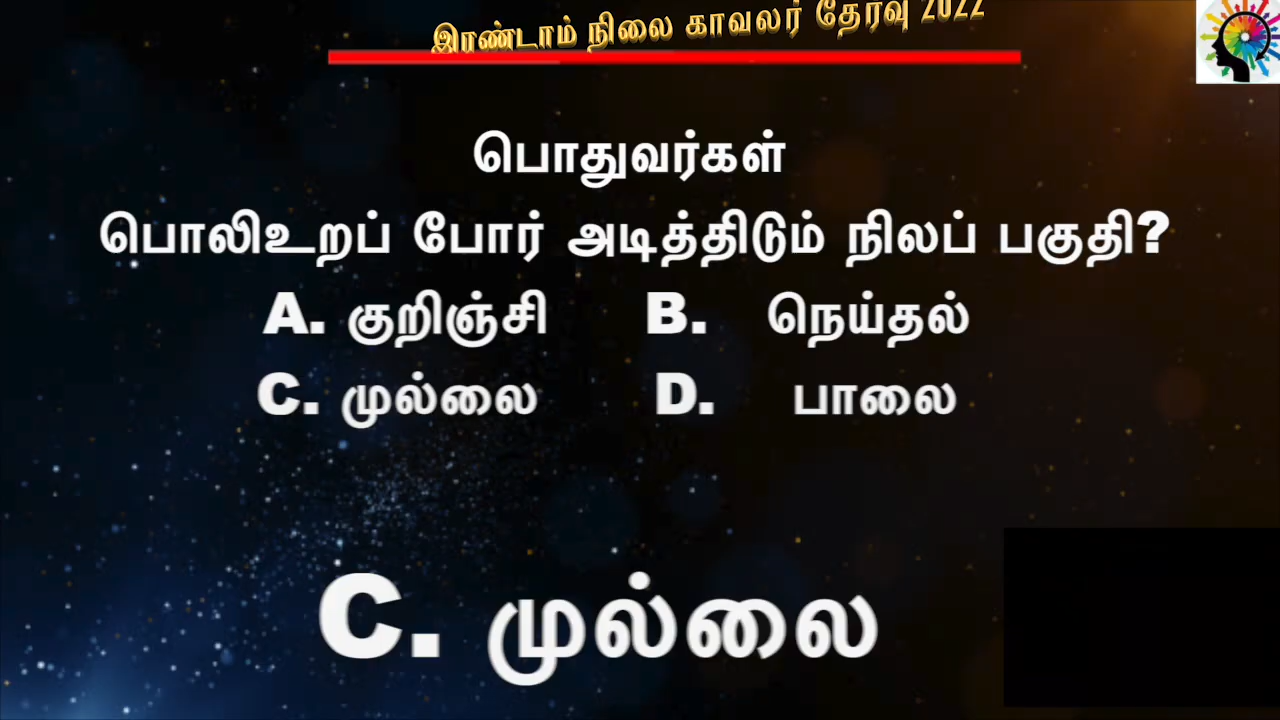 இரண்டாம் நிலை காவலர் தேர்வு 2022
பொதுவர்கள்
பொலிஉறப் போர் அடித்திடும் நிலப் பகுதி?
A. குறிஞ்சி B. நெய்தல்
C. முல்லை D. பாலை
C. முல்லை